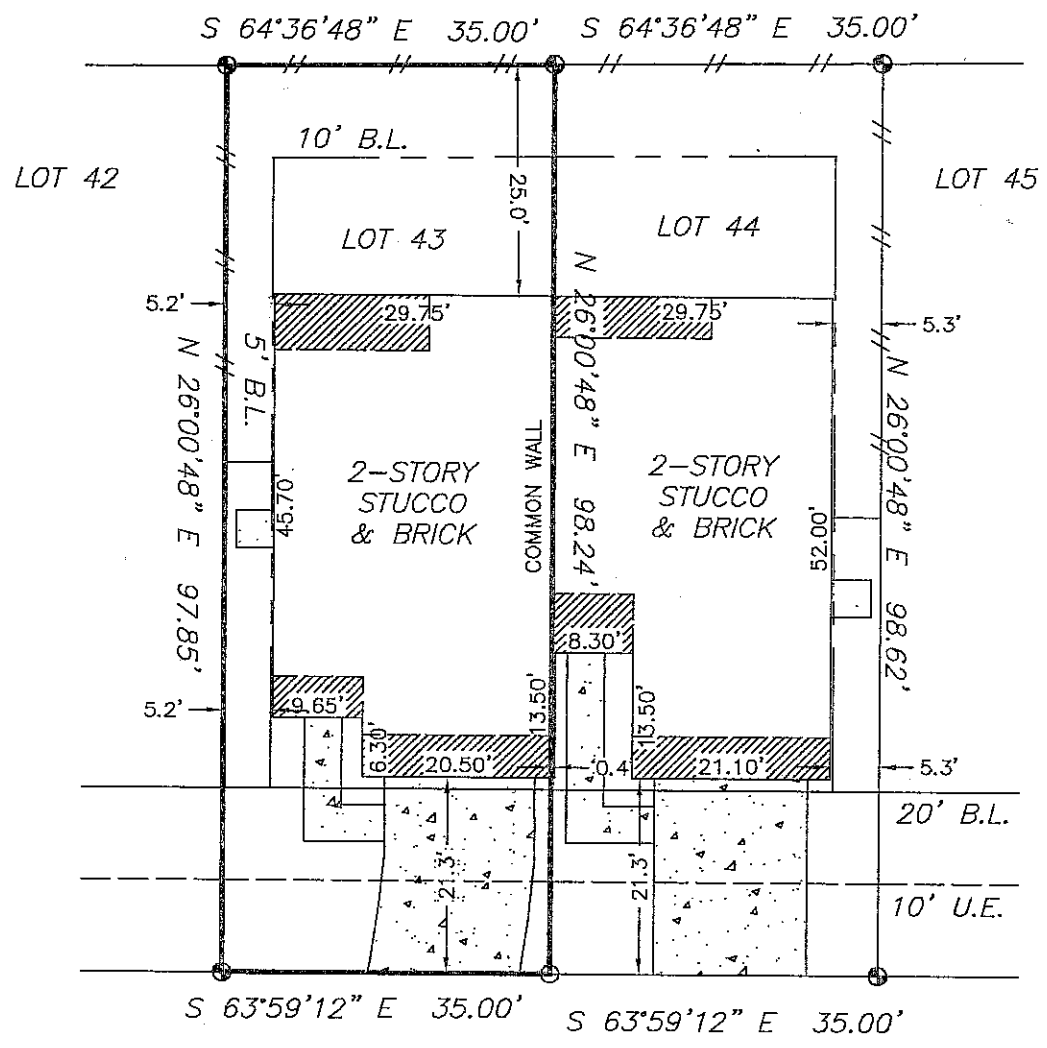 S 64°36'48" E 35.00'
S 64°36'48" E 35.00'
10' B.L.
LOT 42
LOT 45
25.0'
LOT 43
LOT 44
5.2'
29.75'
29.75'
5.3'
5' B.L.
N 26°00'48" E 97.85'
N 26°00'48" E 98.24'
N 26°00'48" E 98.62'
45.70'
2-STORY
STUCCO
& BRICK
COMMON WALL
2-STORY
STUCCO
& BRICK
52.00'
8.30'
5.2'
9.65'
6.30'
13.50'
13.50'
20.50'
0.4
21.10'
5.3'
20' B.L.
21.3'
21.3'
10' U.E.
S 63°59'12" E 35.00'
S 63°59'12" E 35.00'